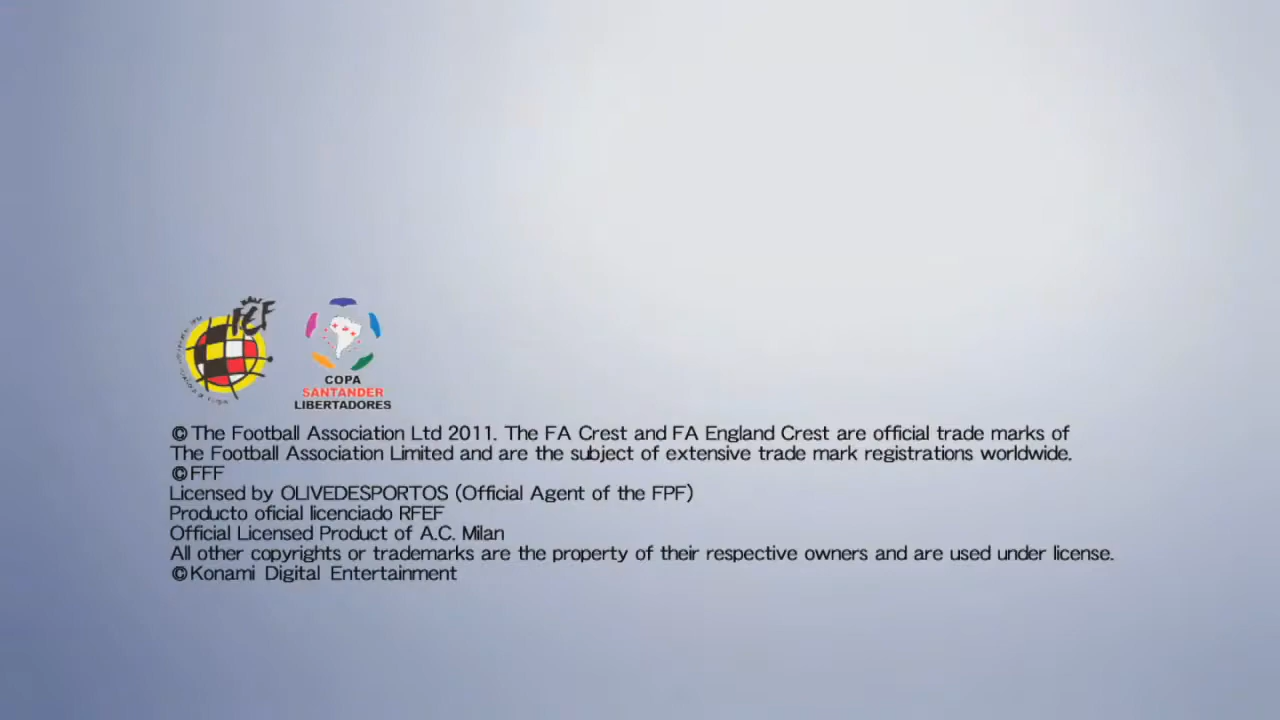 FCF
COPA
SANTANDER
LIBERTADORES
©The Football Association Ltd 2011. The FA Crest and FA England Crest are official trade marks of
The Football Association Limited and are the subject of extensive trade mark registrations worldwide.
©FFF
Licensed by OLIVEDESPORTOS (Official Agent of the FPF)
Producto oficial licenciado RFEF
Official Licensed Product of A.C. Milan
All other copyrights or trademarks are the property of their respective owners and are used under license.
©Konami Digital Entertainment